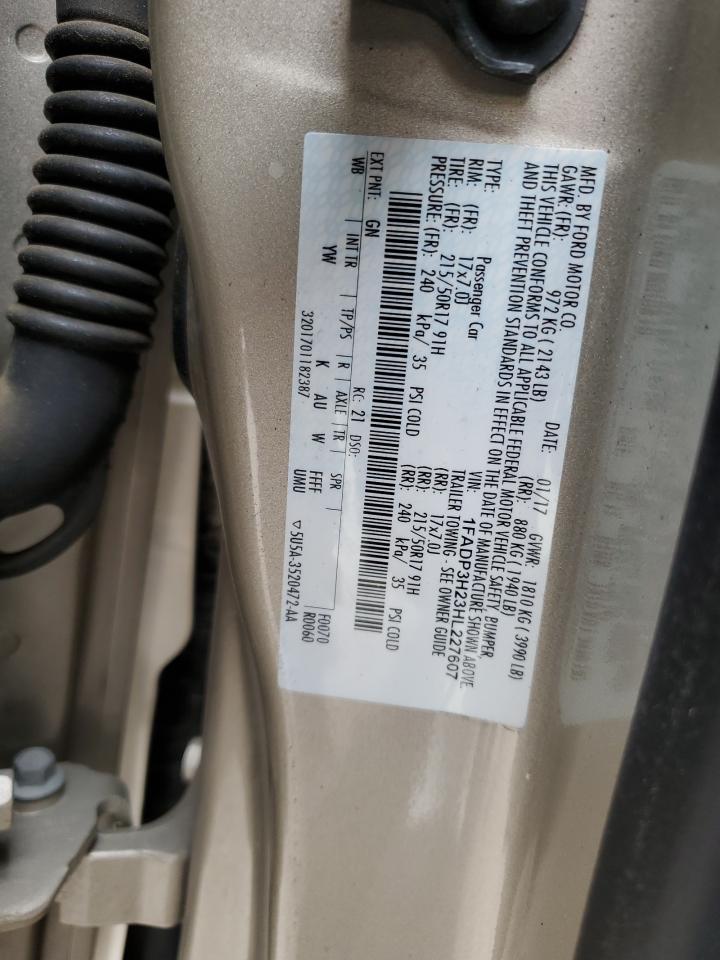 MFD. BY FORD MOTOR CO.
DATE: 01/17 GVWR: 1810 KG ( 3990 LB)
GAWR: (FR): 972 KG ( 2143 LB) (RR): 880 KG ( 1940 LB)
THIS VEHICLE CONFORMS TO ALL APPLICABLE FEDERAL MOTOR VEHICLE SAFETY, BUMPER,
AND THEFT PREVENTION STANDARDS IN EFFECT ON THE DATE OF MANUFACTURE SHOWN ABOVE.
VIN: 1FADP3H23HL227607
TYPE: Passenger Car TRAILER TOWING - SEE OWNER GUIDE
RIM: (FR): 17x7.0J (RR): 17x7.0J
TIRE: (FR): 215/50R17 91H (RR): 215/50R17 91H
PRESSURE: (FR): 240 kPa/ 35 PSI COLD (RR): 240 kPa/ 35 PSI COLD
EXT PNT: GN RC: 21 DSO: F0070
WB | INT TR | TP/PS | R | AXLE | TR | SPR R0060
YW K AU W FFF
3201701182387 UMU ▽5U5A-3520472-AA